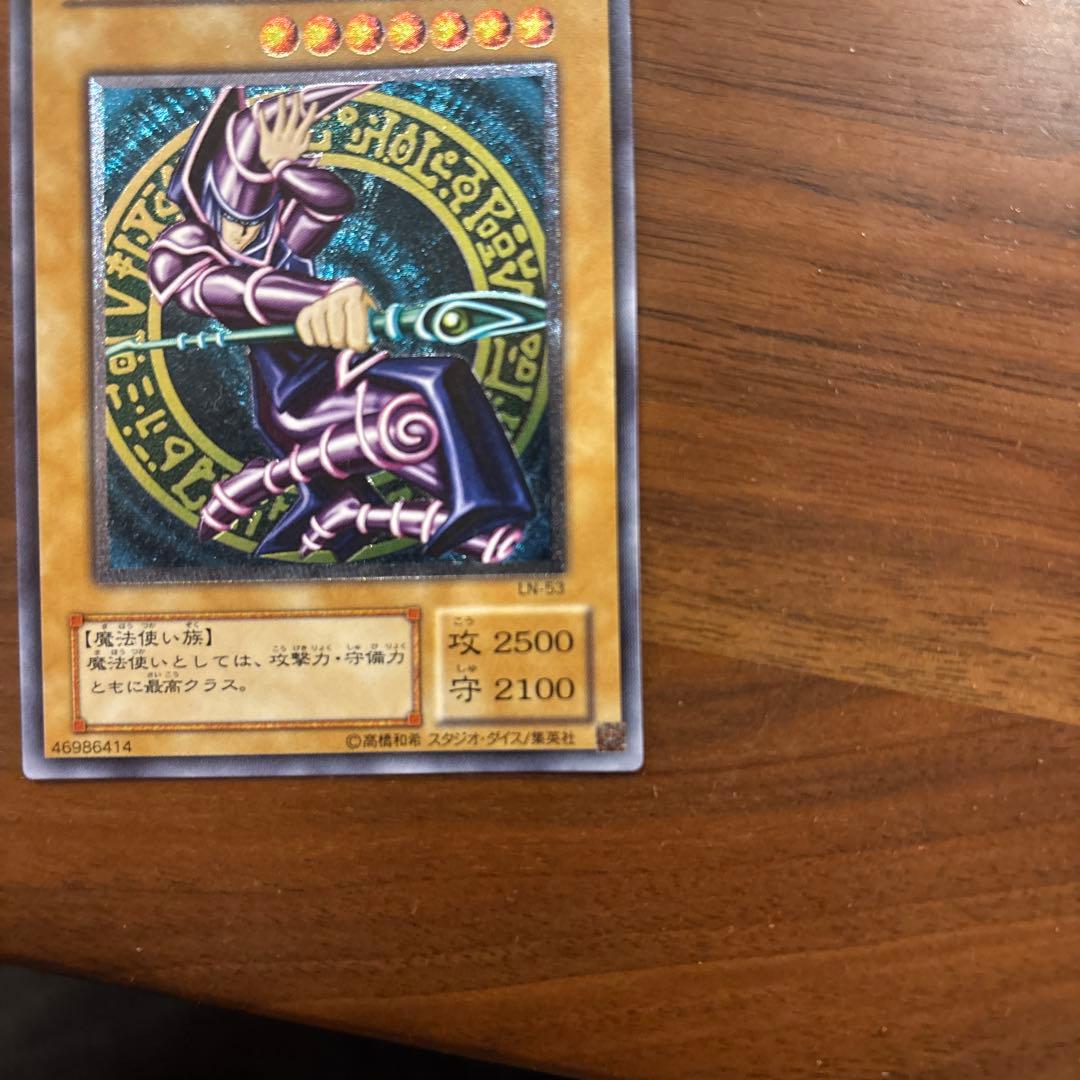 LN-53
【魔法使い族】
魔法使いとしては、攻撃力・守備力
ともに最高クラス。
攻 2500
守 2100
46986414
©高橋和希 スタジオ・ダイス/集英社